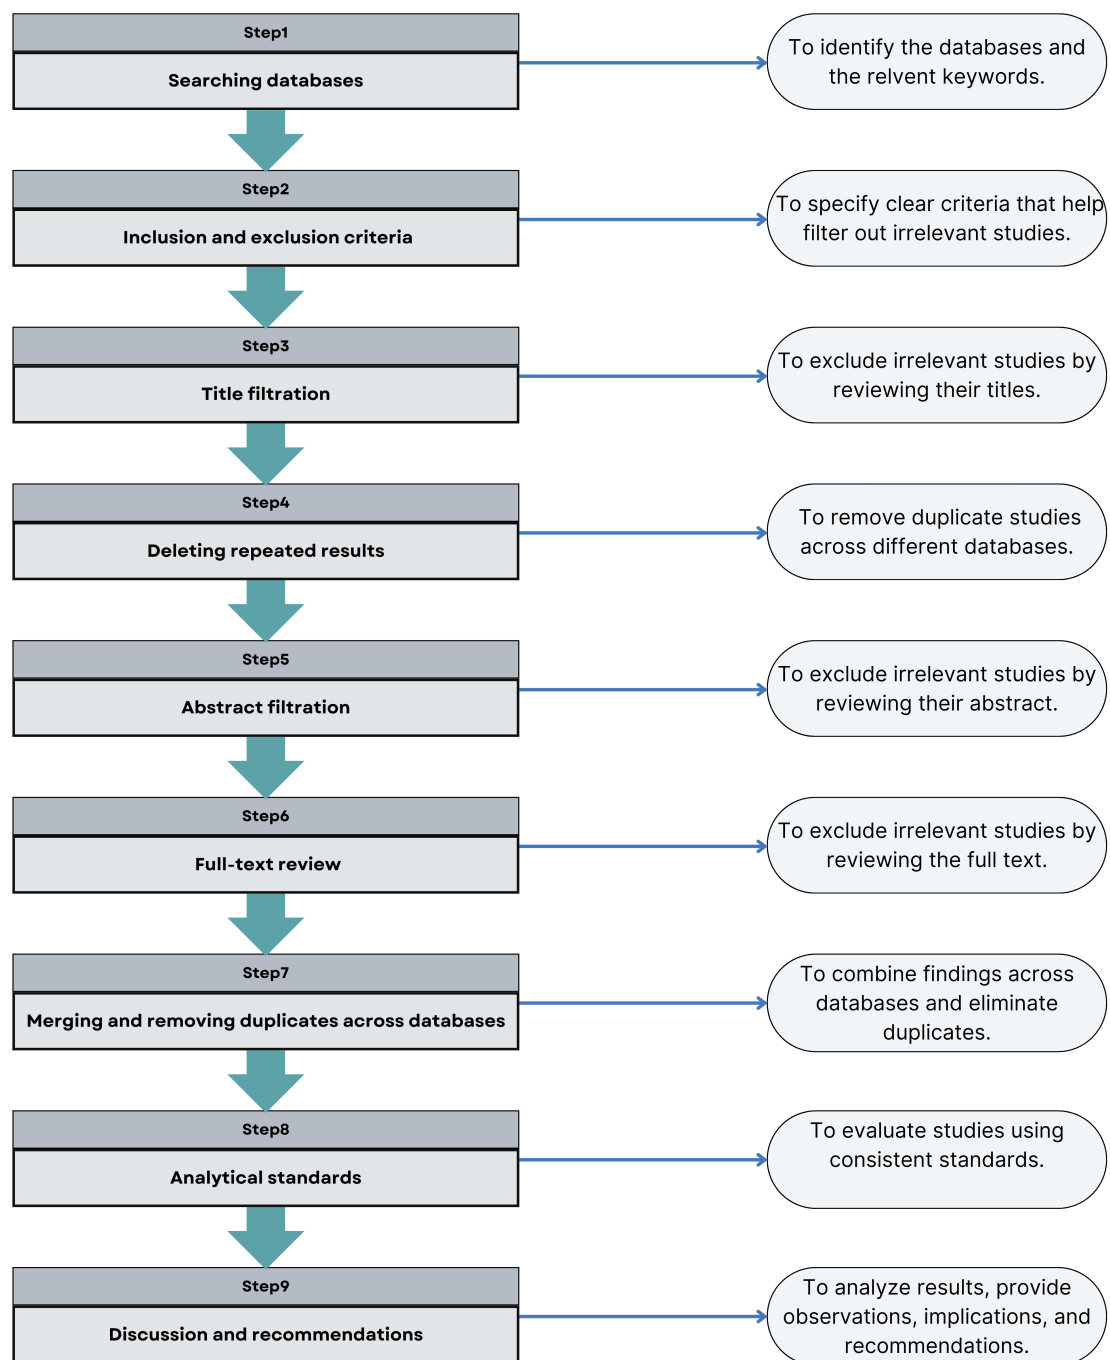 Step1
Searching databases
To identify the databases and
the relvent keywords.
Step2
Inclusion and exclusion criteria
To specify clear criteria that help
filter out irrelevant studies.
Step3
Title filtration
To exclude irrelevant studies by
reviewing their titles.
Step4
Deleting repeated results
To remove duplicate studies
across different databases.
Step5
Abstract filtration
To exclude irrelevant studies by
reviewing their abstract.
Step6
Full-text review
To exclude irrelevant studies by
reviewing the full text.
Step7
Merging and removing duplicates across databases
To combine findings across
databases and eliminate
duplicates.
Step8
Analytical standards
To evaluate studies using
consistent standards.
Step9
Discussion and recommendations
To analyze results, provide
observations, implications, and
recommendations.